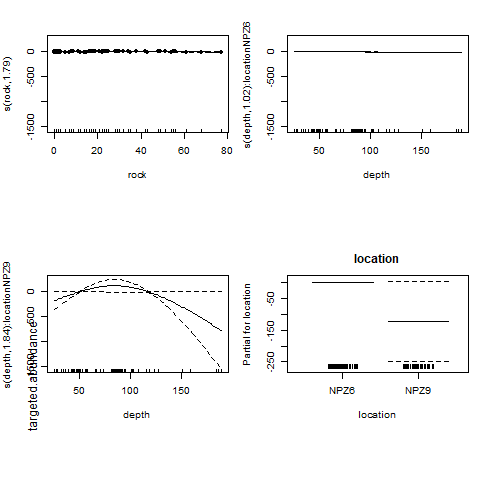 s(rock,1.79)
0
-500
-1500
0
20
40
60
80
rock
s(depth,1.02):locationNPZ6
0
-500
-1500
50
100
150
depth
s(depth,1.84):locationNPZ9
targeted.abundance
0
50
100
150
depth
location
Partial for location
-50
-150
-250
NPZ6
NPZ9
location